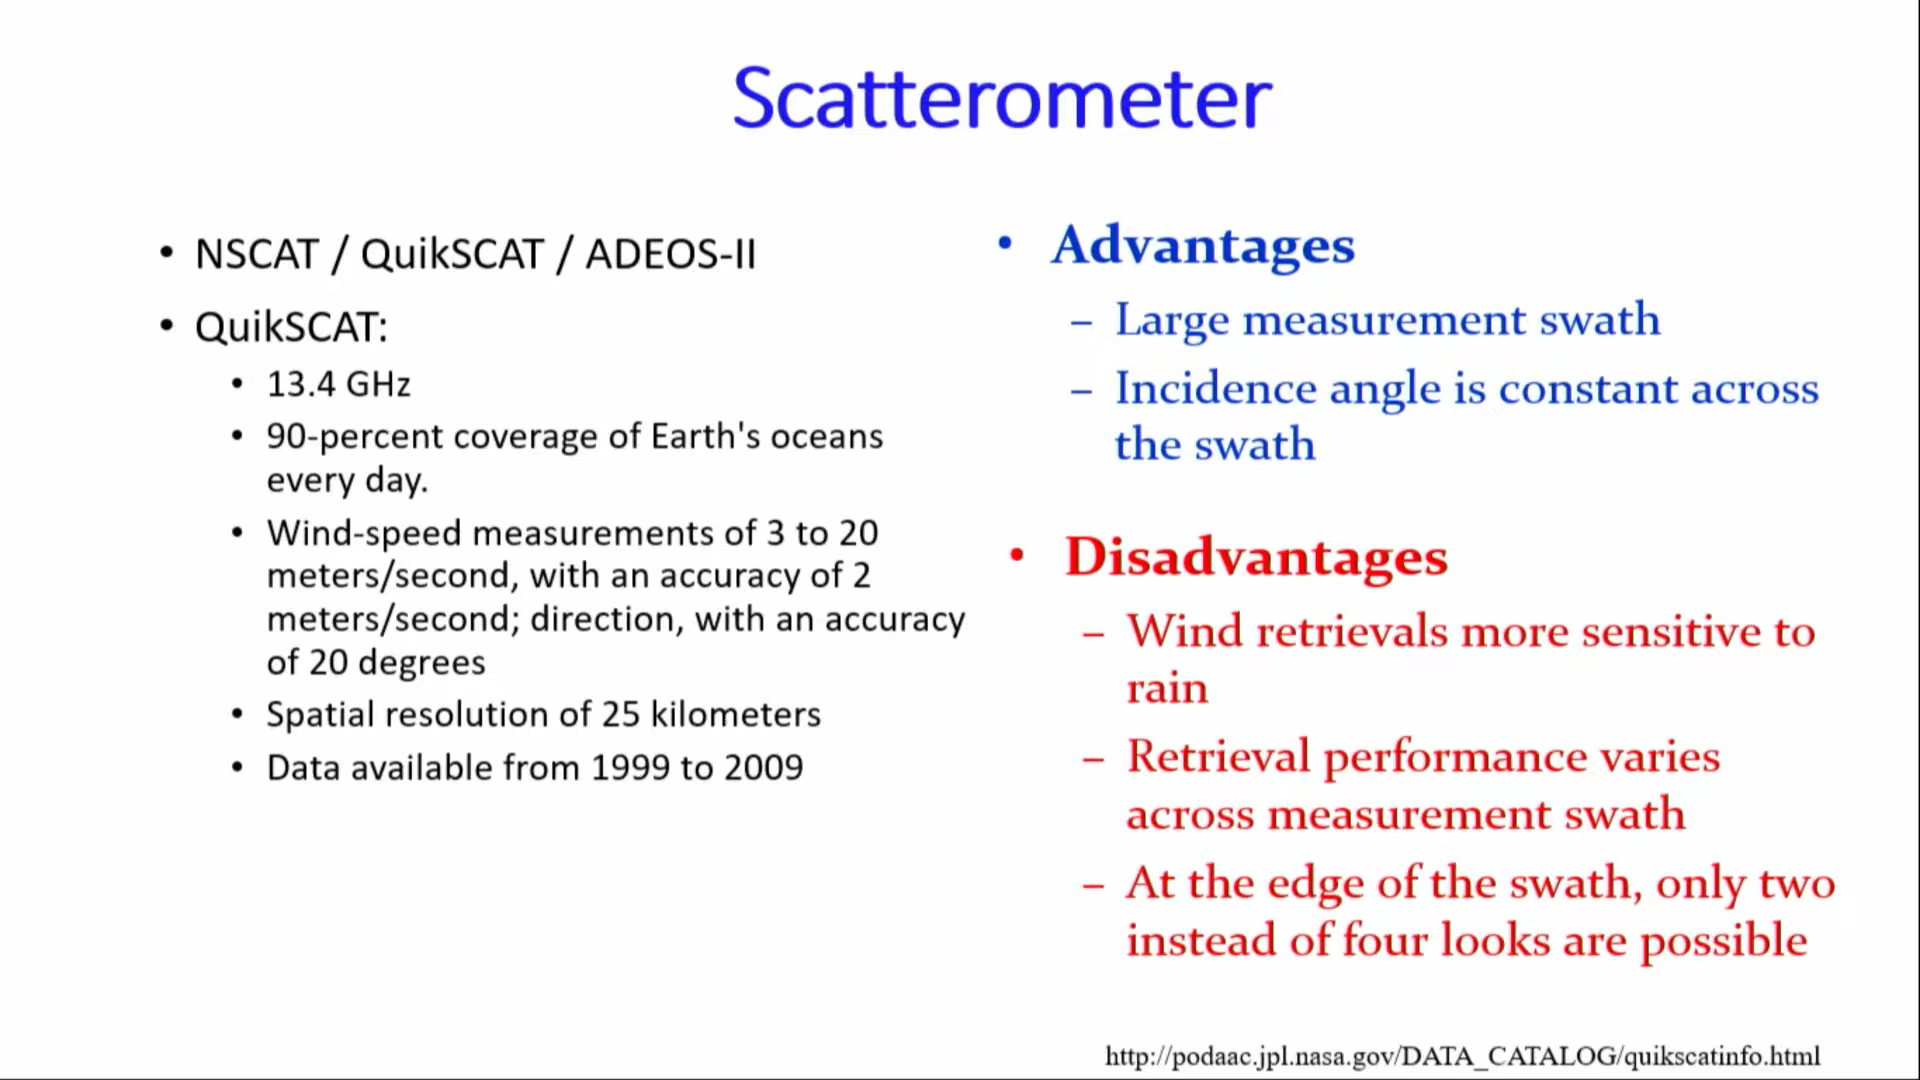 Scatterometer
• NSCAT / QuikSCAT / ADEOS-II
• QuikSCAT:
• 13.4 GHz
• 90-percent coverage of Earth's oceans
every day.
• Wind-speed measurements of 3 to 20
meters/second, with an accuracy of 2
meters/second; direction, with an accuracy
of 20 degrees
• Spatial resolution of 25 kilometers
• Data available from 1999 to 2009
• Advantages
– Large measurement swath
– Incidence angle is constant across
the swath
• Disadvantages
– Wind retrievals more sensitive to
rain
– Retrieval performance varies
across measurement swath
– At the edge of the swath, only two
instead of four looks are possible
http://podaac.jpl.nasa.gov/DATA_CATALOG/quikscatinfo.html